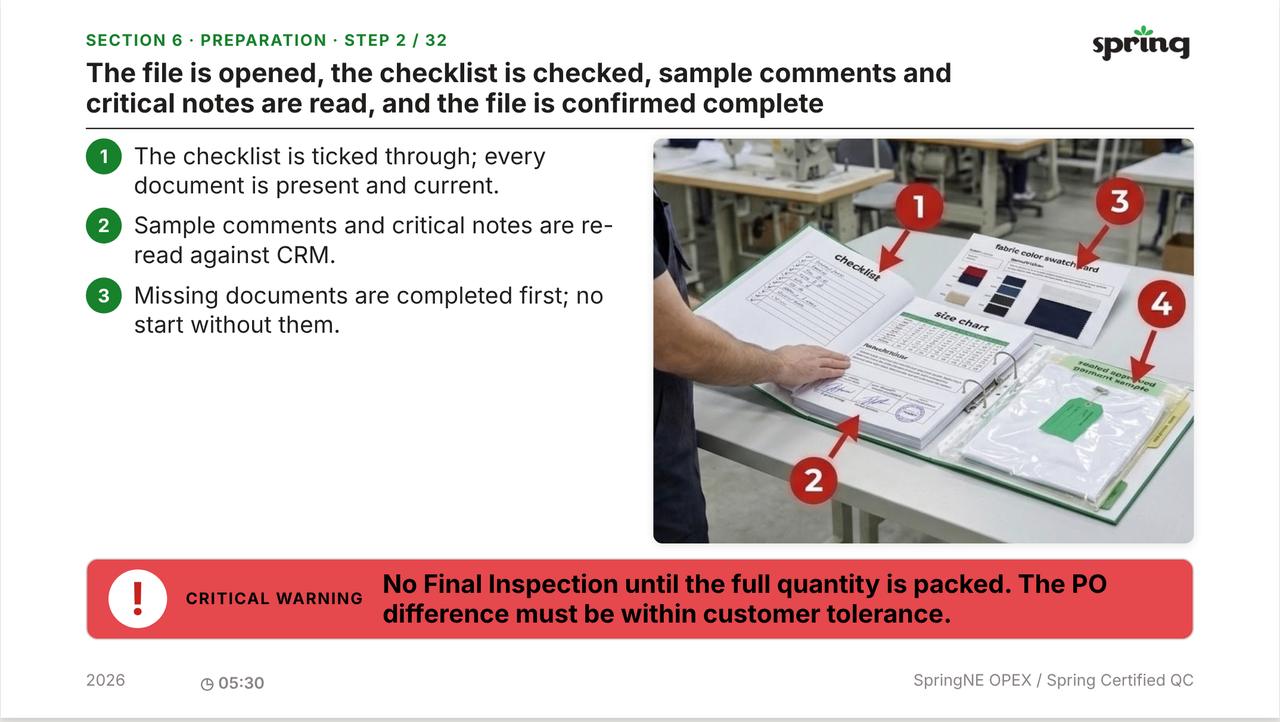 SECTION 6 · PREPARATION · STEP 2 / 32
spring
The file is opened, the checklist is checked, sample comments and
critical notes are read, and the file is confirmed complete
1 The checklist is ticked through; every
document is present and current.
2 Sample comments and critical notes are re-
read against CRM.
3 Missing documents are completed first; no
start without them.
1
3
checklist
fabric color swatch card
4
size chart
sealed approved
garment sample
2
! CRITICAL WARNING
No Final Inspection until the full quantity is packed. The PO
difference must be within customer tolerance.
2026
05:30
SpringNE OPEX / Spring Certified QC